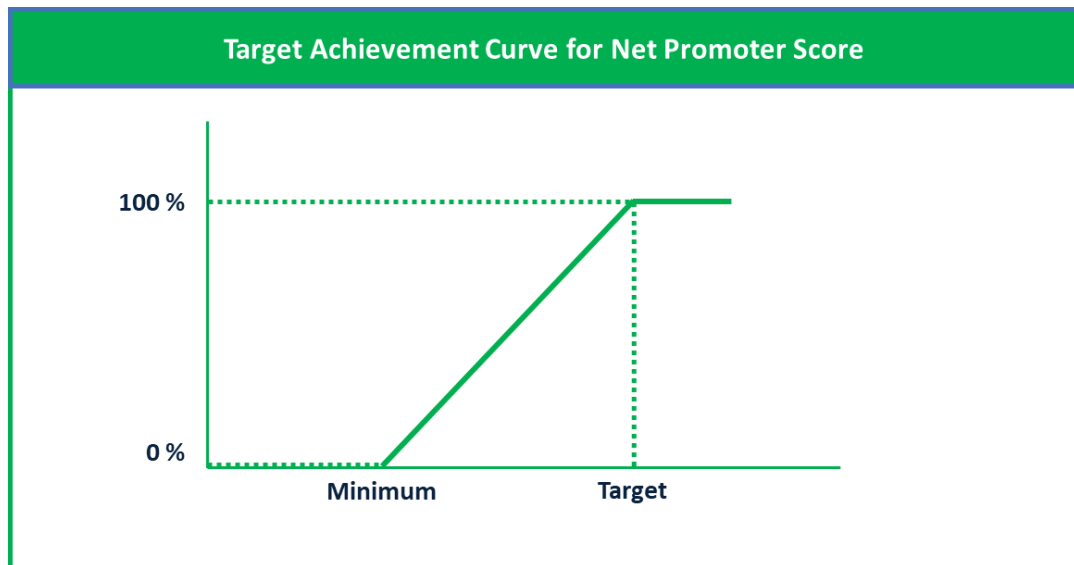 Target Achievement Curve for Net Promoter Score
100 %
0 %
Minimum
Target